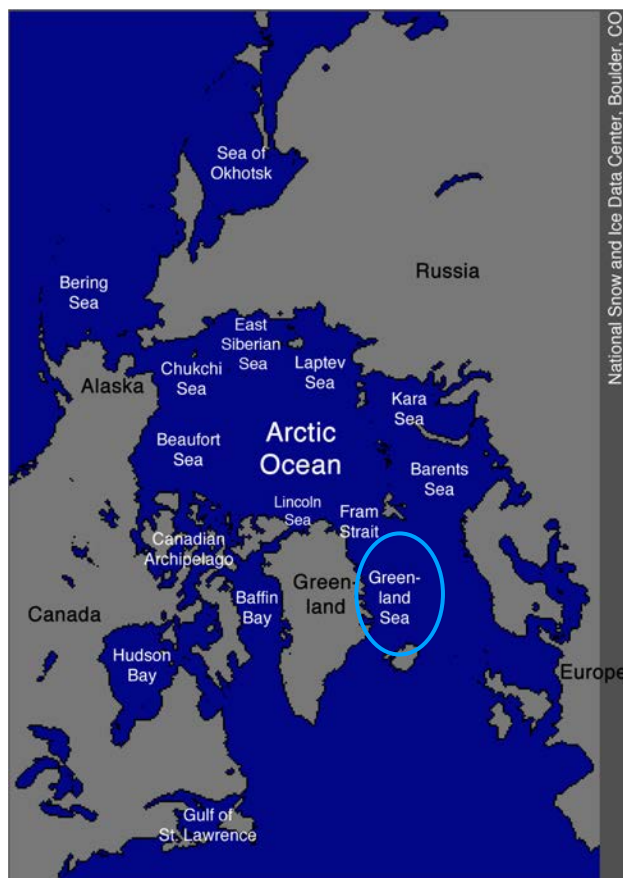 National Snow and Ice Data Center, Boulder, CO
Sea of
Okhotsk
Russia
Bering
Sea
East
Siberian
Sea
Laptev
Sea
Chukchi
Sea
Alaska
Kara
Sea
Beaufort
Sea
Arctic
Ocean
Barents
Sea
Lincoln
Sea
Fram
Strait
Canadian
Archipelago
Green-
land
Green-
land
Sea
Baffin
Bay
Canada
Hudson
Bay
Europe
Gulf of
St. Lawrence